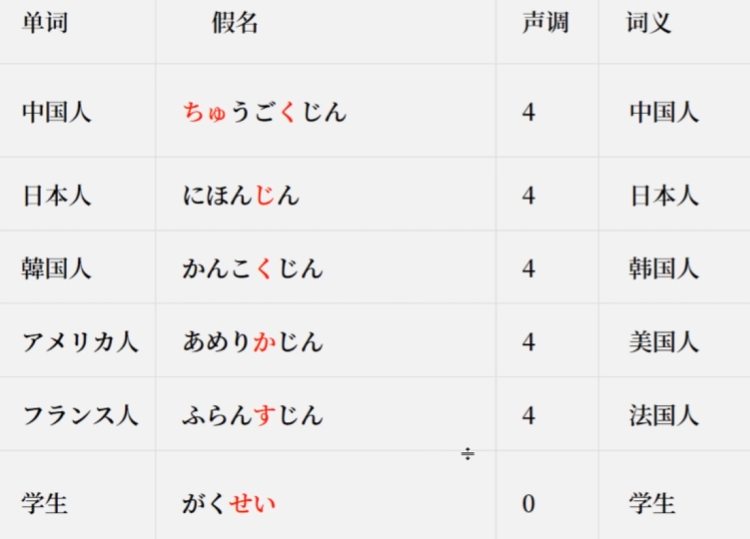 单词 假名 声调 词义
中国人 ちゅうごくじん 4 中国人
日本人 にほんじん 4 日本人
韓国人 かんこくじん 4 韩国人
アメリカ人 あめりかじん 4 美国人
フランス人 ふらんすじん 4 法国人
学生 がくせい 0 学生